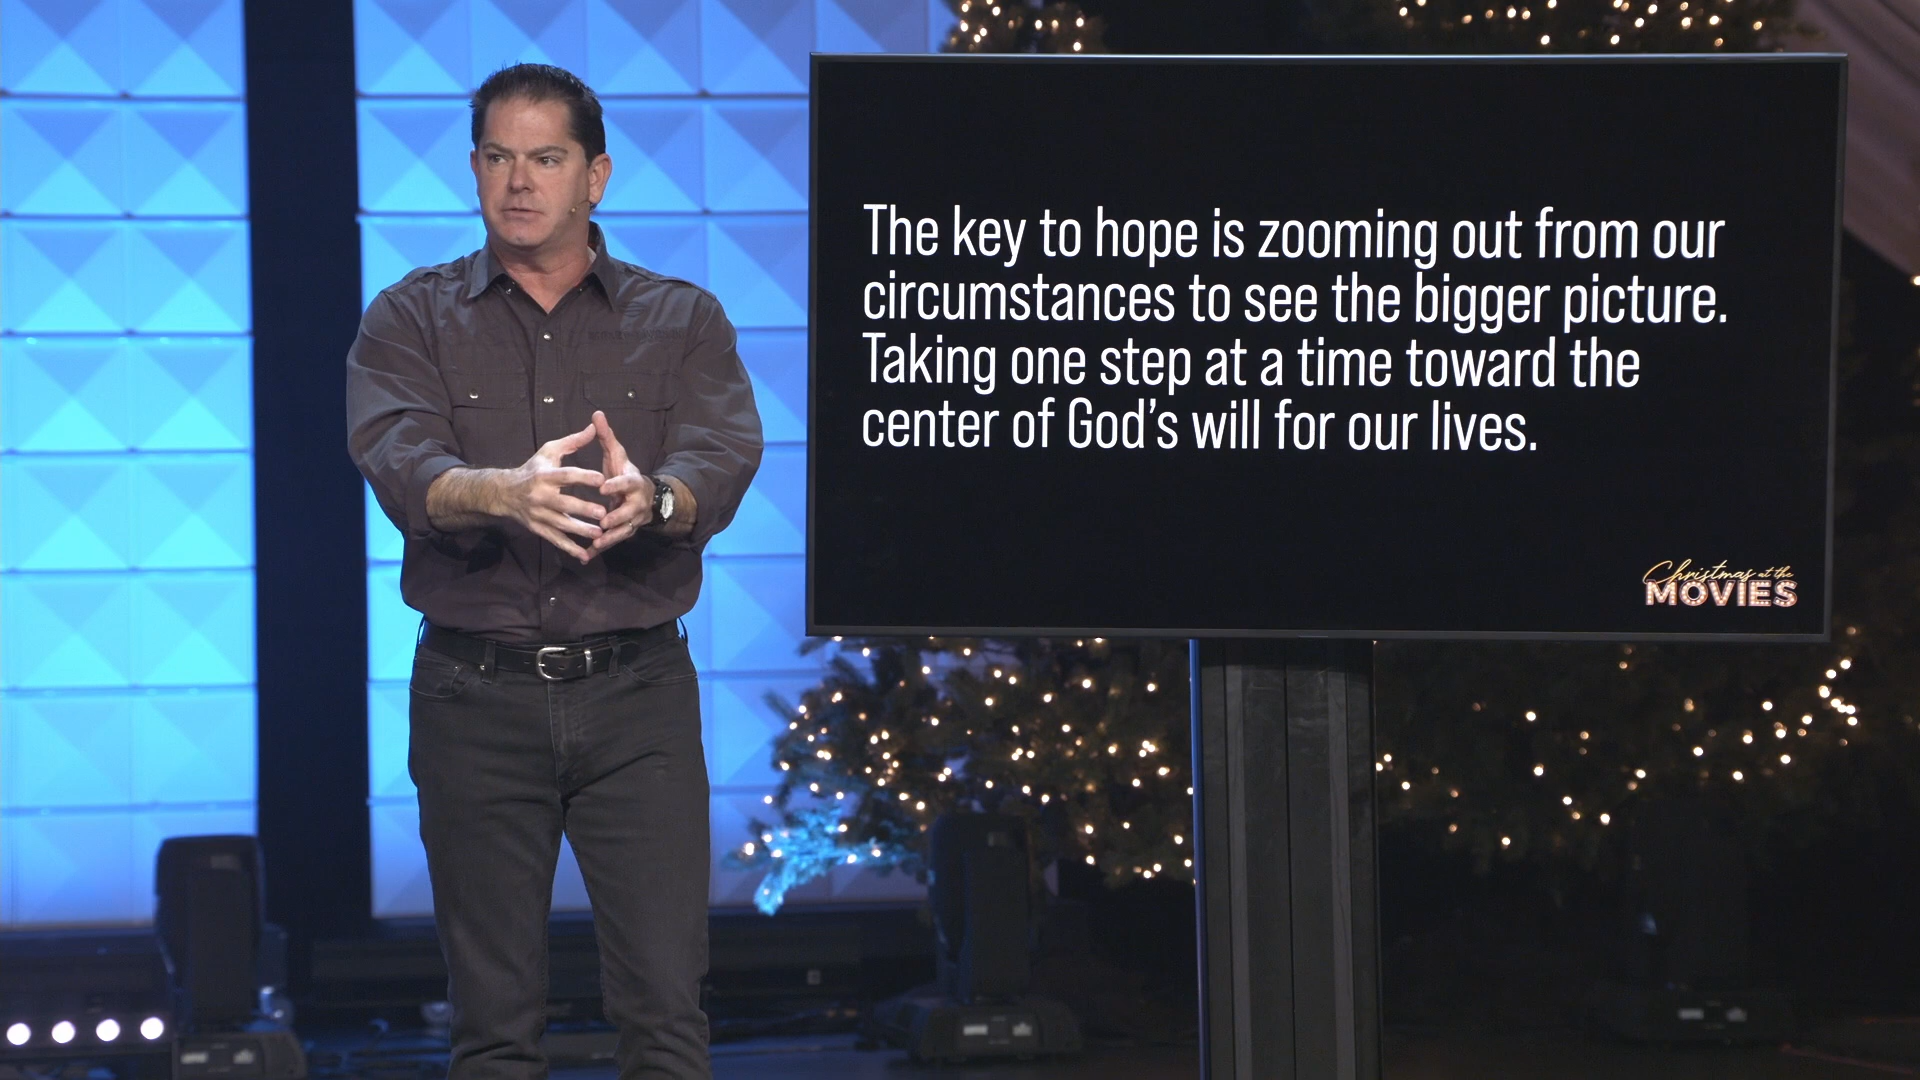 The key to hope is zooming out from our
circumstances to see the bigger picture.
Taking one step at a time toward the
center of God's will for our lives.
Christmas at the
MOVIES